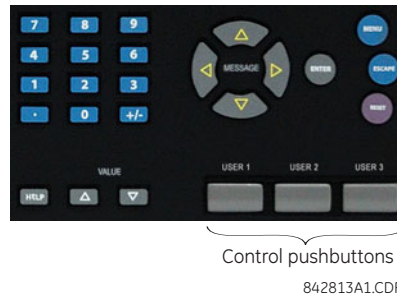 7 8 9 MENU
4 5 6 MESSAGE ENTER ESCAPE
1 2 3 RESET
. 0 +/-
VALUE USER 1 USER 2 USER 3
HELP
Control pushbuttons
842813A1.CDR